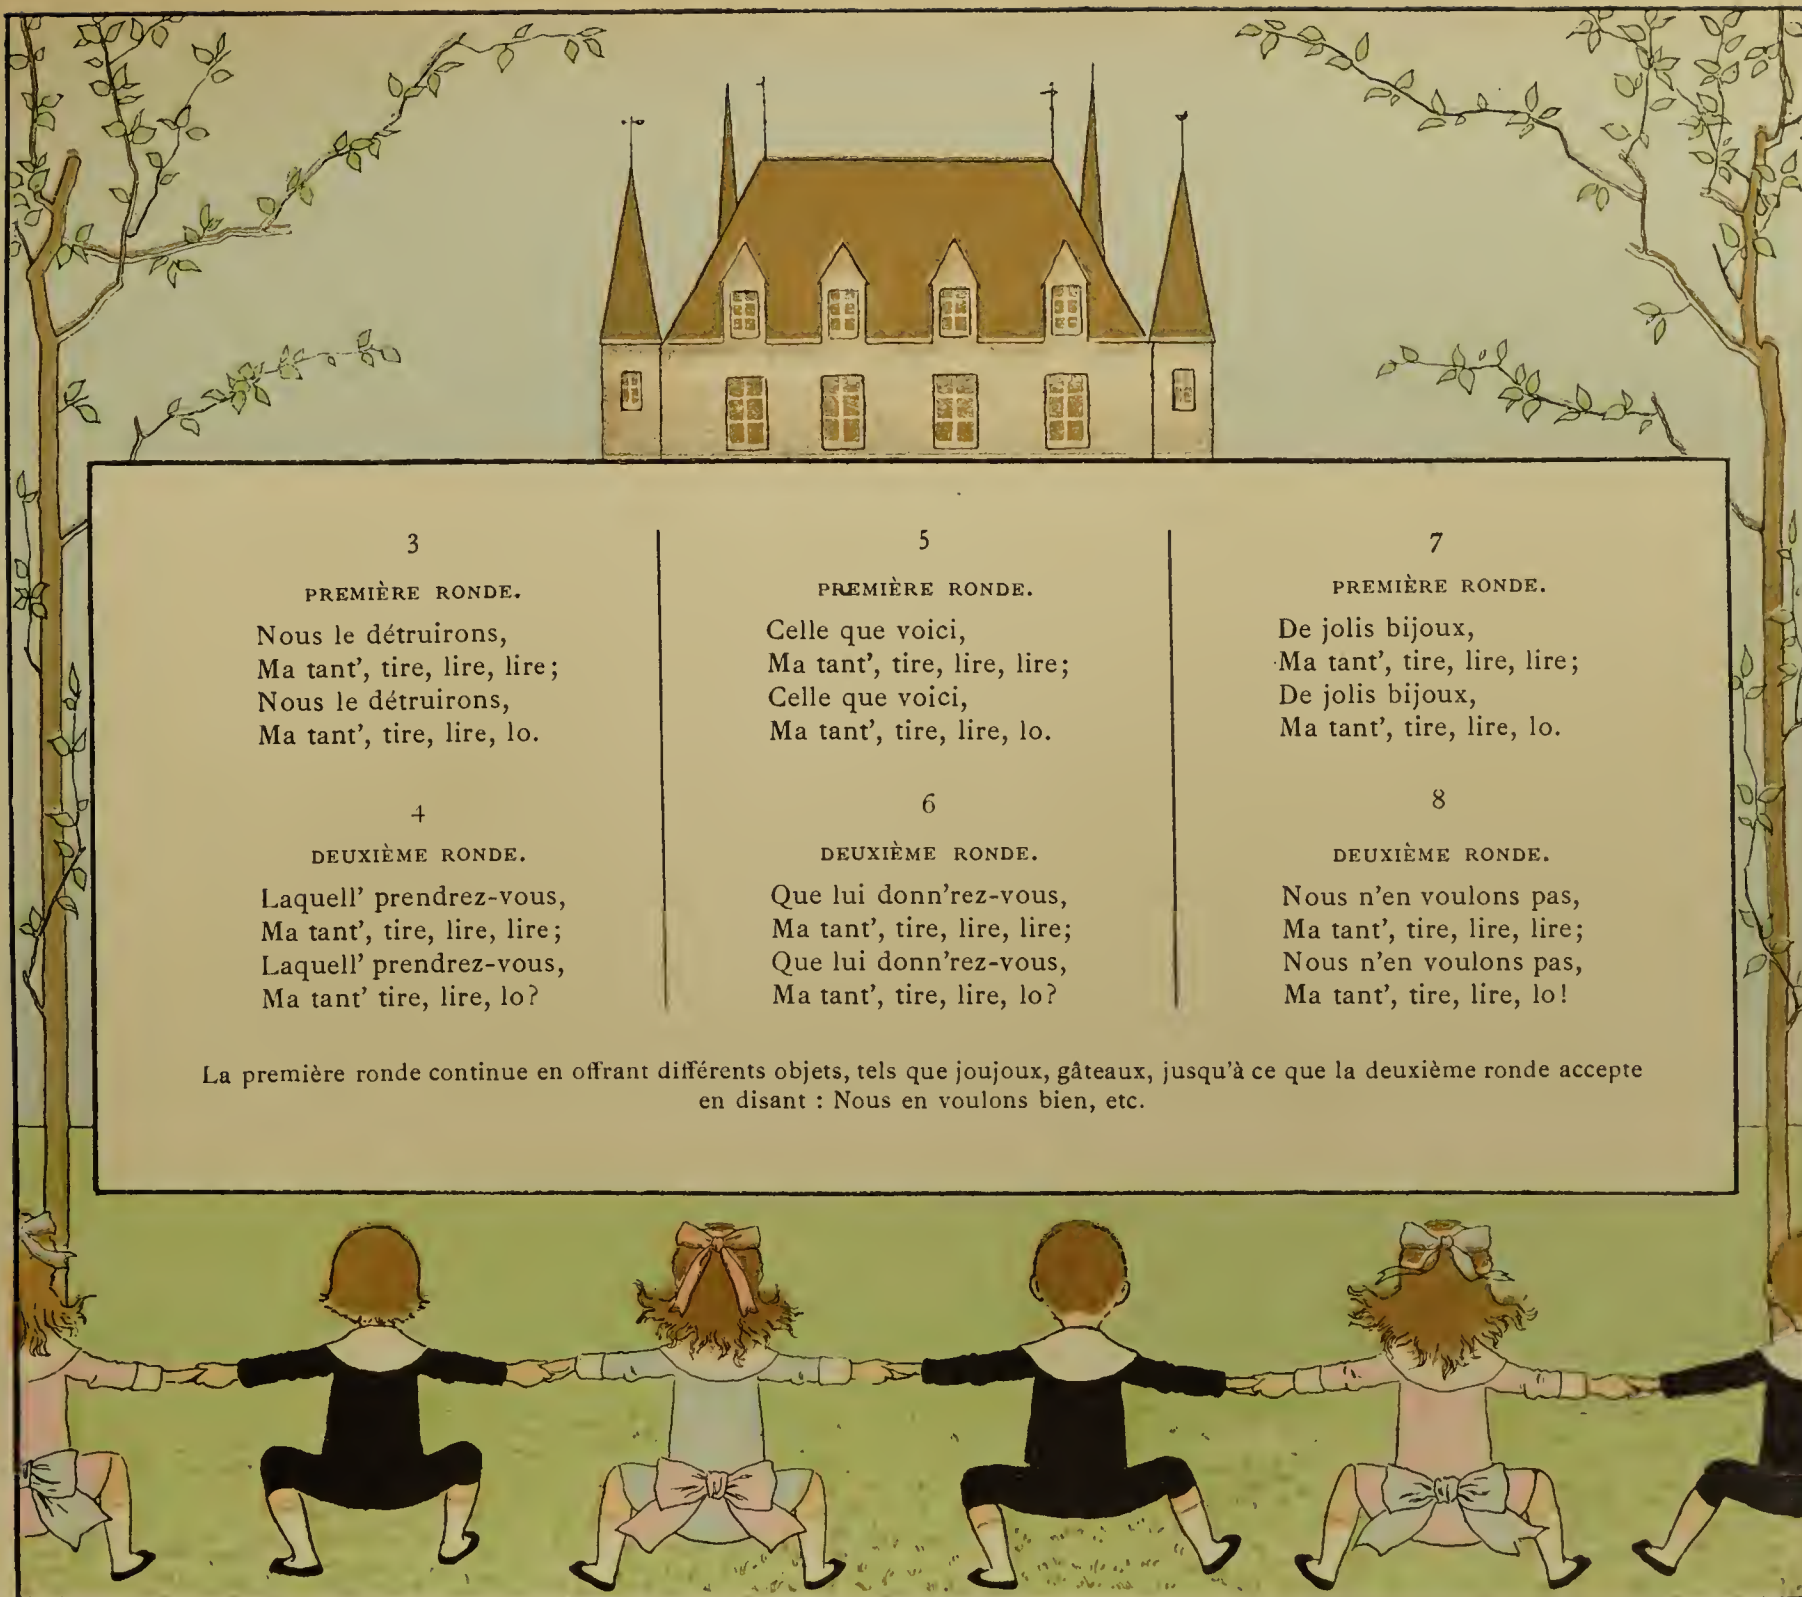 3
PREMIÈRE RONDE.
Nous le détruirons,
Ma tant', tire, lire, lire;
Nous le détruirons,
Ma tant', tire, lire, lo.
4
DEUXIÈME RONDE.
Laquell' prendrez-vous,
Ma tant', tire, lire, lire;
Laquell' prendrez-vous,
Ma tant' tire, lire, lo?
5
PREMIÈRE RONDE.
Celle que voici,
Ma tant', tire, lire, lire;
Celle que voici,
Ma tant', tire, lire, lo.
6
DEUXIÈME RONDE.
Que lui donn'rez-vous,
Ma tant', tire, lire, lire;
Que lui donn'rez-vous,
Ma tant', tire, lire, lo?
7
PREMIÈRE RONDE.
De jolis bijoux,
Ma tant', tire, lire, lire;
De jolis bijoux,
Ma tant', tire, lire, lo.
8
DEUXIÈME RONDE.
Nous n'en voulons pas,
Ma tant', tire, lire, lire;
Nous n'en voulons pas,
Ma tant', tire, lire, lo!
La première ronde continue en offrant différents objets, tels que joujoux, gâteaux, jusqu'à ce que la deuxième ronde accepte
en disant : Nous en voulons bien, etc.